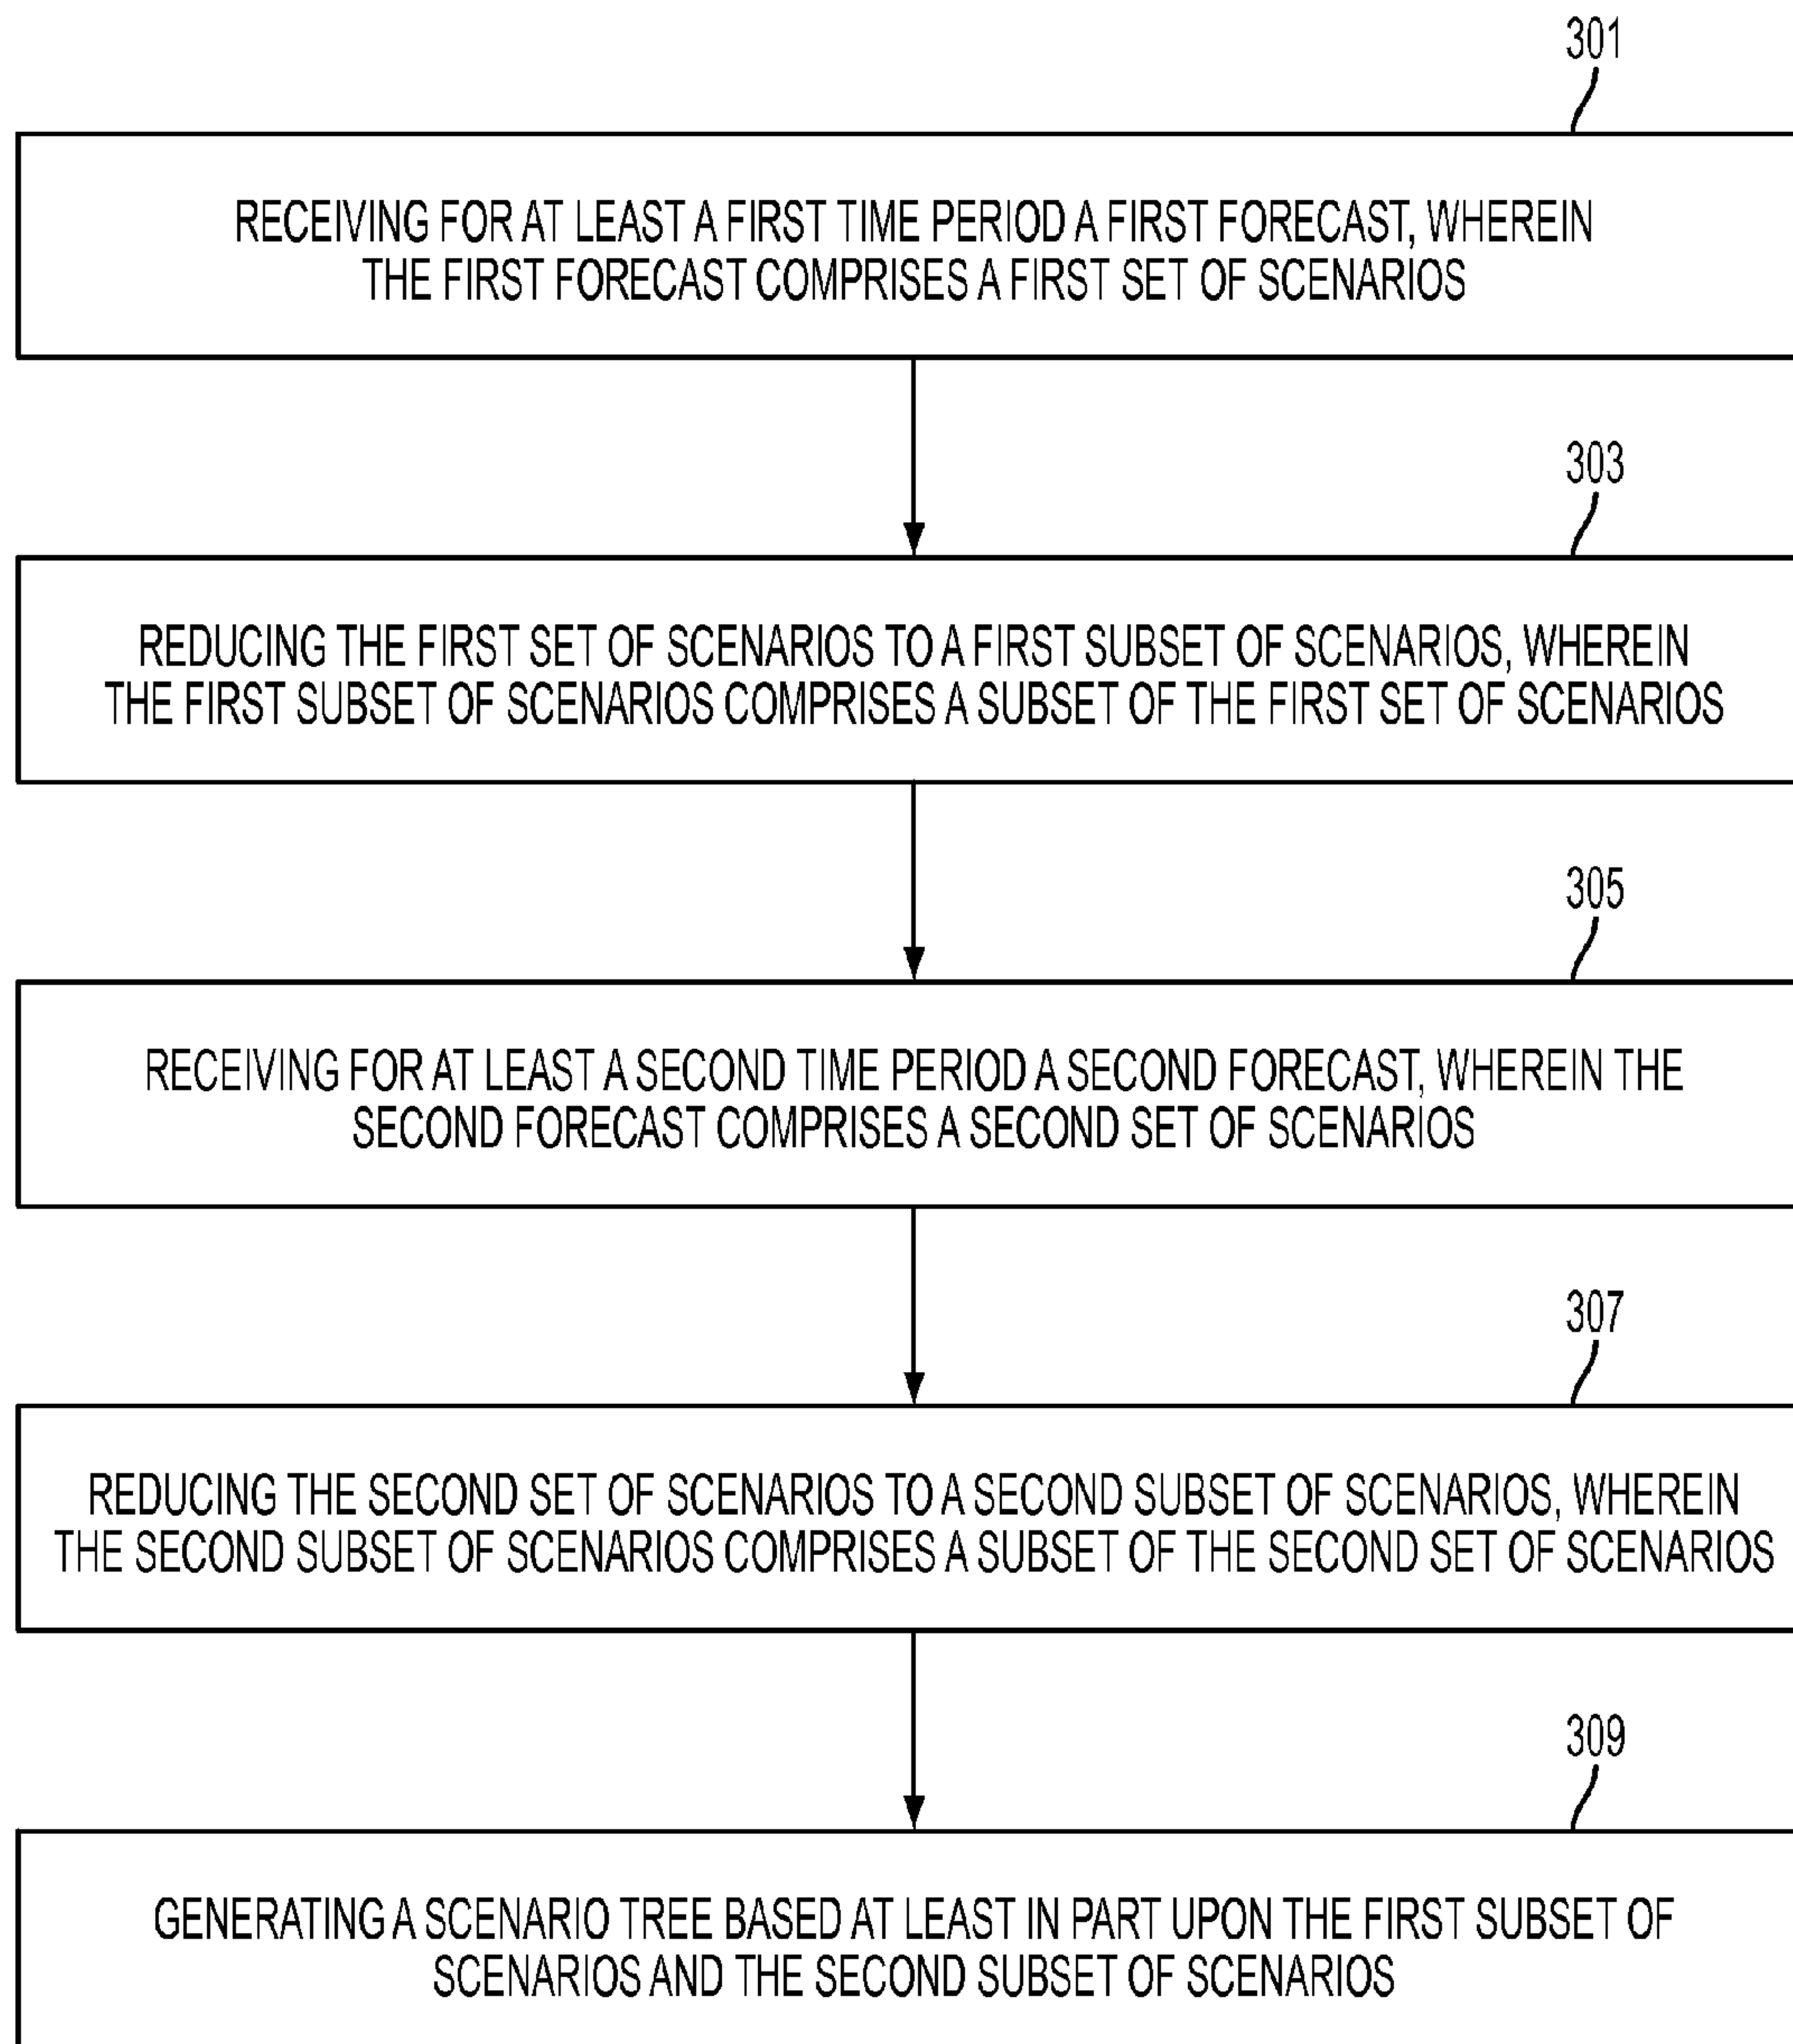 301
RECEIVING FOR AT LEAST A FIRST TIME PERIOD A FIRST FORECAST, WHEREIN
THE FIRST FORECAST COMPRISES A FIRST SET OF SCENARIOS
303
REDUCING THE FIRST SET OF SCENARIOS TO A FIRST SUBSET OF SCENARIOS, WHEREIN
THE FIRST SUBSET OF SCENARIOS COMPRISES A SUBSET OF THE FIRST SET OF SCENARIOS
305
RECEIVING FOR AT LEAST A SECOND TIME PERIOD A SECOND FORECAST, WHEREIN THE
SECOND FORECAST COMPRISES A SECOND SET OF SCENARIOS
307
REDUCING THE SECOND SET OF SCENARIOS TO A SECOND SUBSET OF SCENARIOS, WHEREIN
THE SECOND SUBSET OF SCENARIOS COMPRISES A SUBSET OF THE SECOND SET OF SCENARIOS
309
GENERATING A SCENARIO TREE BASED AT LEAST IN PART UPON THE FIRST SUBSET OF
SCENARIOS AND THE SECOND SUBSET OF SCENARIOS